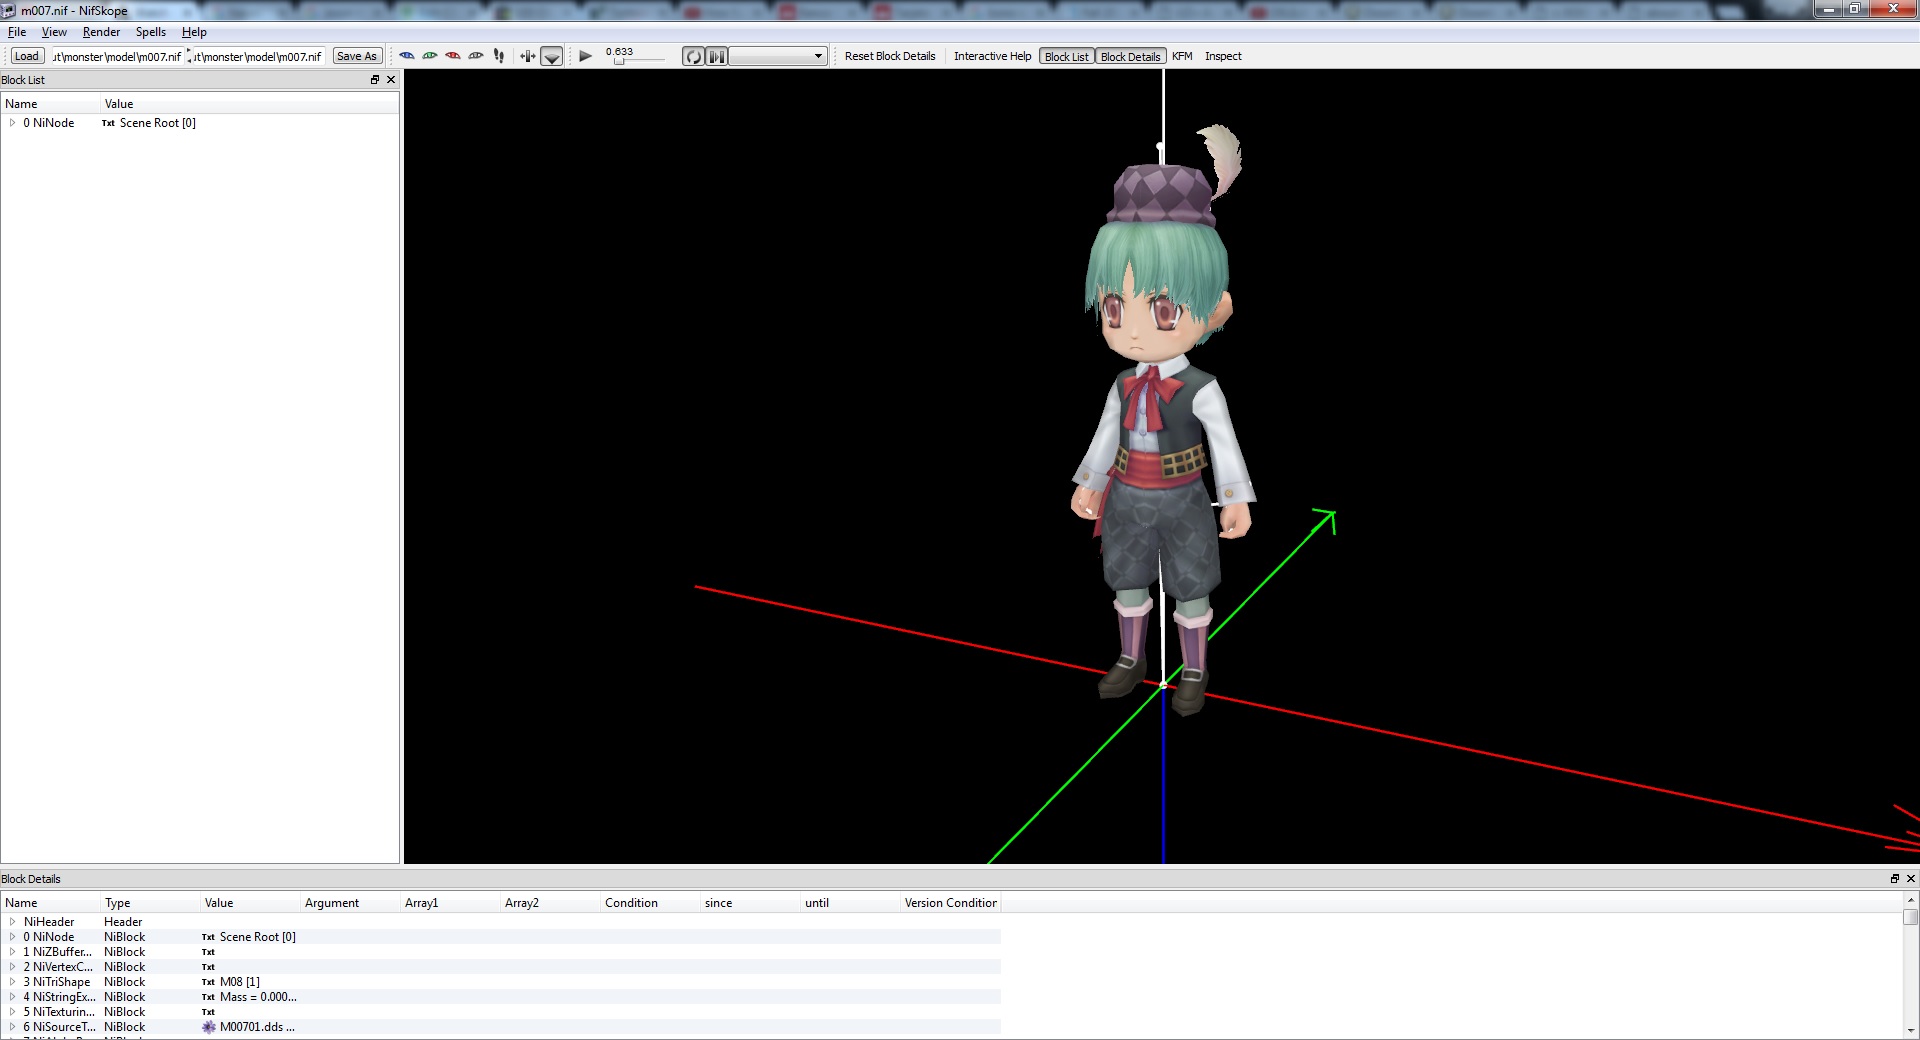 m007.nif - NifSkope
File View Render Spells Help
Load ut\monster\model\m007.nif ut\monster\model\m007.nif Save As 0.633 Reset Block Details Interactive Help Block List Block Details KFM Inspect
Block List
Name Value
0 NiNode Txt Scene Root [0]
Block Details
Name Type Value Argument Array1 Array2 Condition since until Version Condition
NiHeader Header
0 NiNode NiBlock Txt Scene Root [0]
1 NiZBuffer... NiBlock Txt
2 NiVertexC... NiBlock Txt
3 NiTriShape NiBlock Txt M08 [1]
4 NiStringEx... NiBlock Txt Mass = 0.000...
5 NiTexturin... NiBlock Txt
6 NiSourceT... NiBlock M00701.dds ...